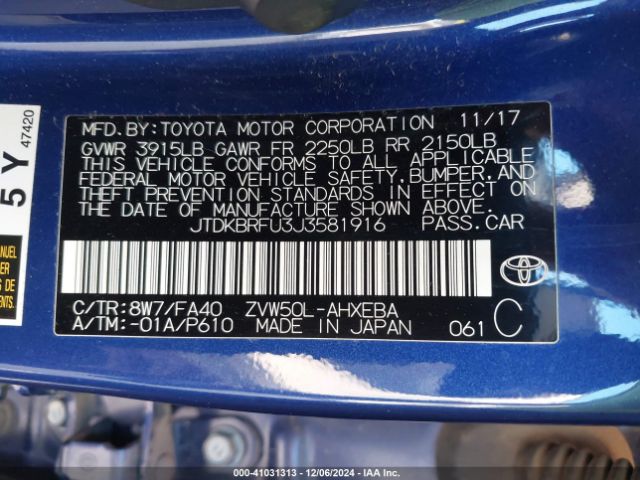 MFD. BY: TOYOTA MOTOR CORPORATION 11/17
GVWR 3915LB GAWR FR 2250LB RR 2150LB
THIS VEHICLE CONFORMS TO ALL APPLICABLE
FEDERAL MOTOR VEHICLE SAFETY, BUMPER, AND
THEFT PREVENTION STANDARDS IN EFFECT ON
THE DATE OF MANUFACTURE SHOWN ABOVE.
JTDKBRFU3J3581916 PASS. CAR
C/TR: 8W7/FA40 ZVW50L-AHXEBA
A/TM: -01A/P610 MADE IN JAPAN 061 C
5 Y
47420
000-41031313 - 12/06/2024 - IAA Inc.